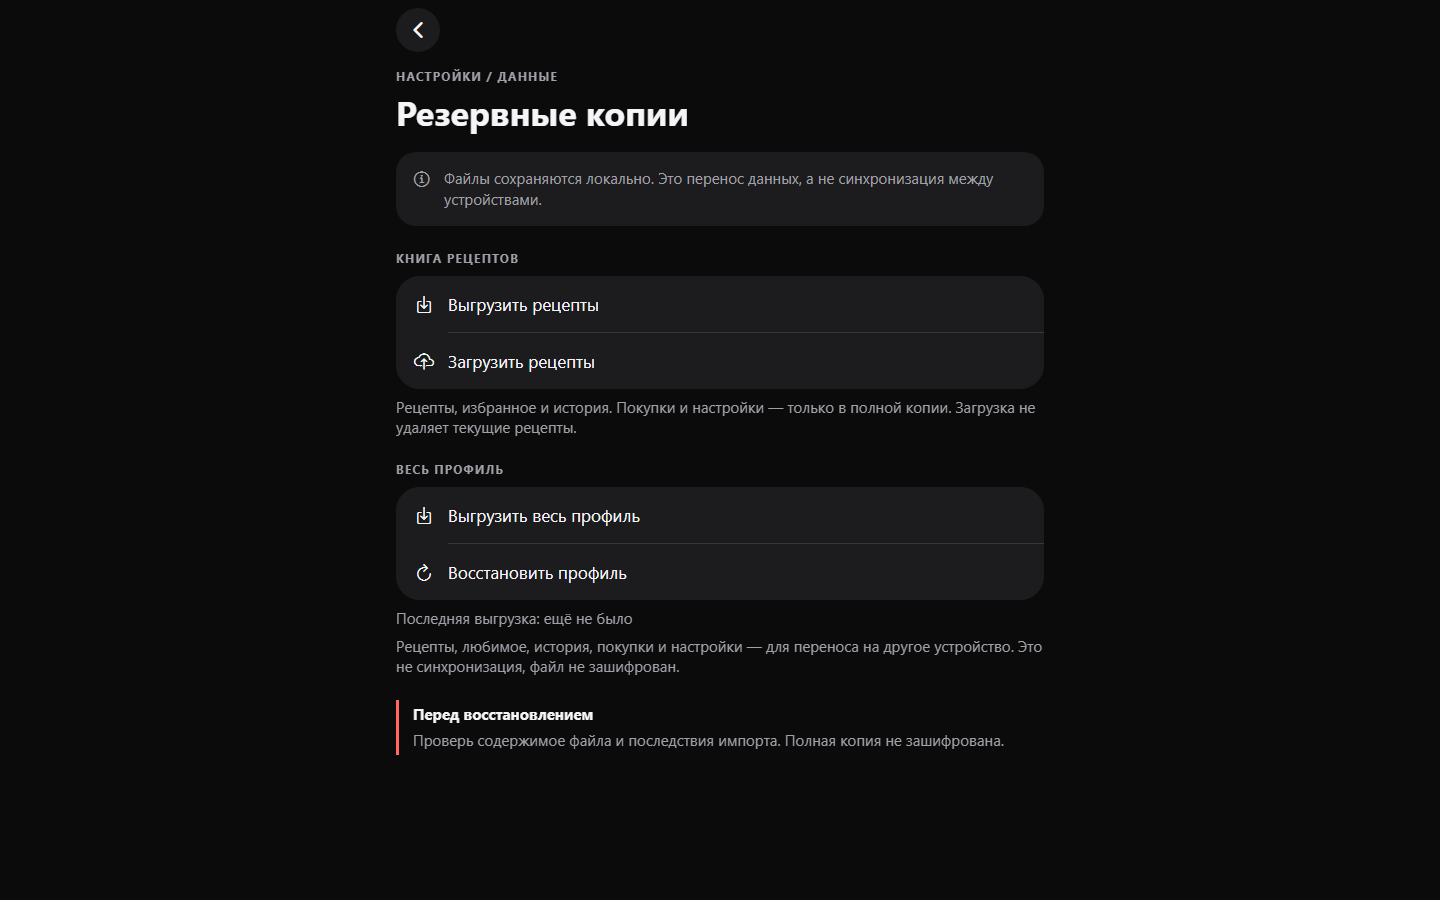 НАСТРОЙКИ / ДАННЫЕ
Резервные копии
Файлы сохраняются локально. Это перенос данных, а не синхронизация между
устройствами.
КНИГА РЕЦЕПТОВ
Выгрузить рецепты
Загрузить рецепты
Рецепты, избранное и история. Покупки и настройки — только в полной копии. Загрузка не
удаляет текущие рецепты.
ВЕСЬ ПРОФИЛЬ
Выгрузить весь профиль
Восстановить профиль
Последняя выгрузка: ещё не было
Рецепты, любимое, история, покупки и настройки — для переноса на другое устройство. Это
не синхронизация, файл не зашифрован.
Перед восстановлением
Проверь содержимое файла и последствия импорта. Полная копия не зашифрована.